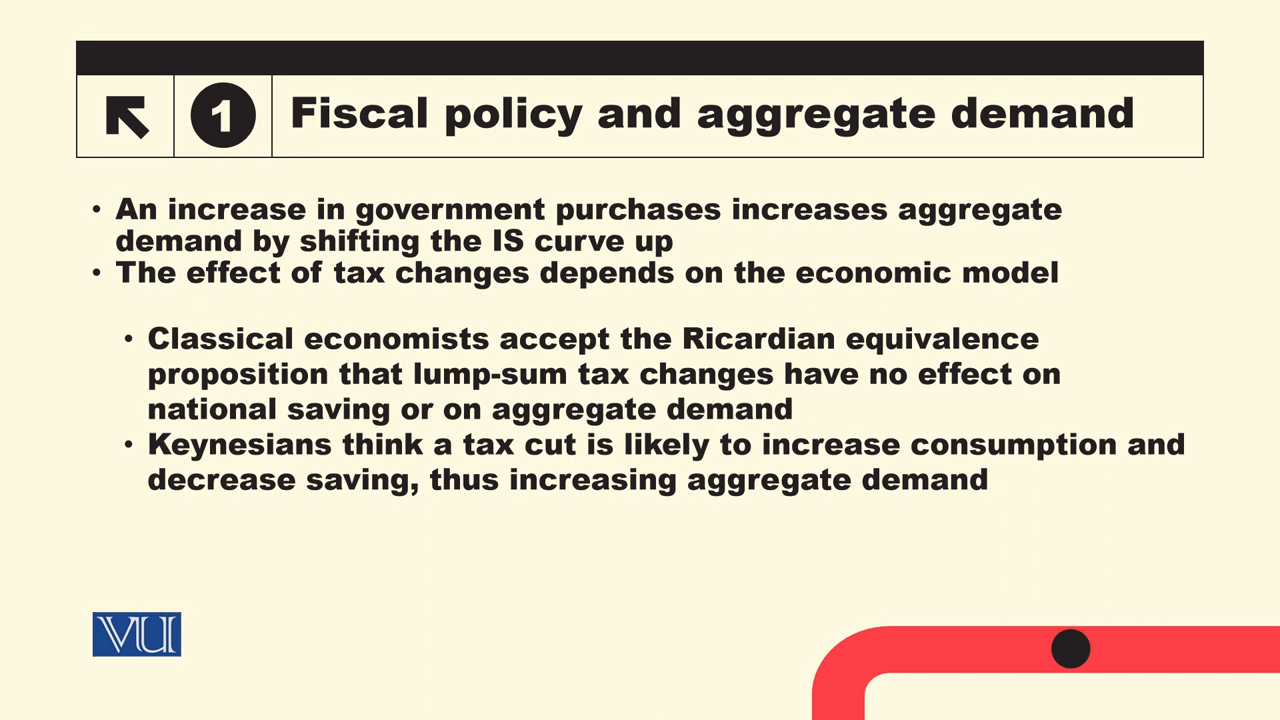 1
Fiscal policy and aggregate demand
• An increase in government purchases increases aggregate
demand by shifting the IS curve up
• The effect of tax changes depends on the economic model
• Classical economists accept the Ricardian equivalence
proposition that lump-sum tax changes have no effect on
national saving or on aggregate demand
• Keynesians think a tax cut is likely to increase consumption and
decrease saving, thus increasing aggregate demand
VU